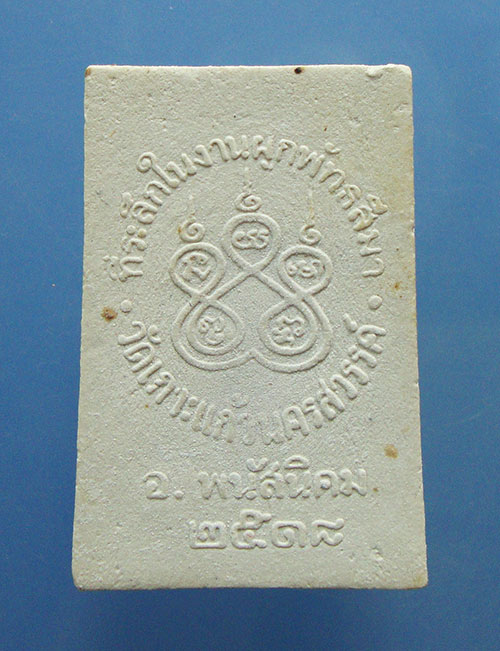 ที่ระลึกในงานผูกพัทธสีมา
วัดเกาะแก้วนครสวรรค์
อ. พนัสนิคม
๒๕๑๘